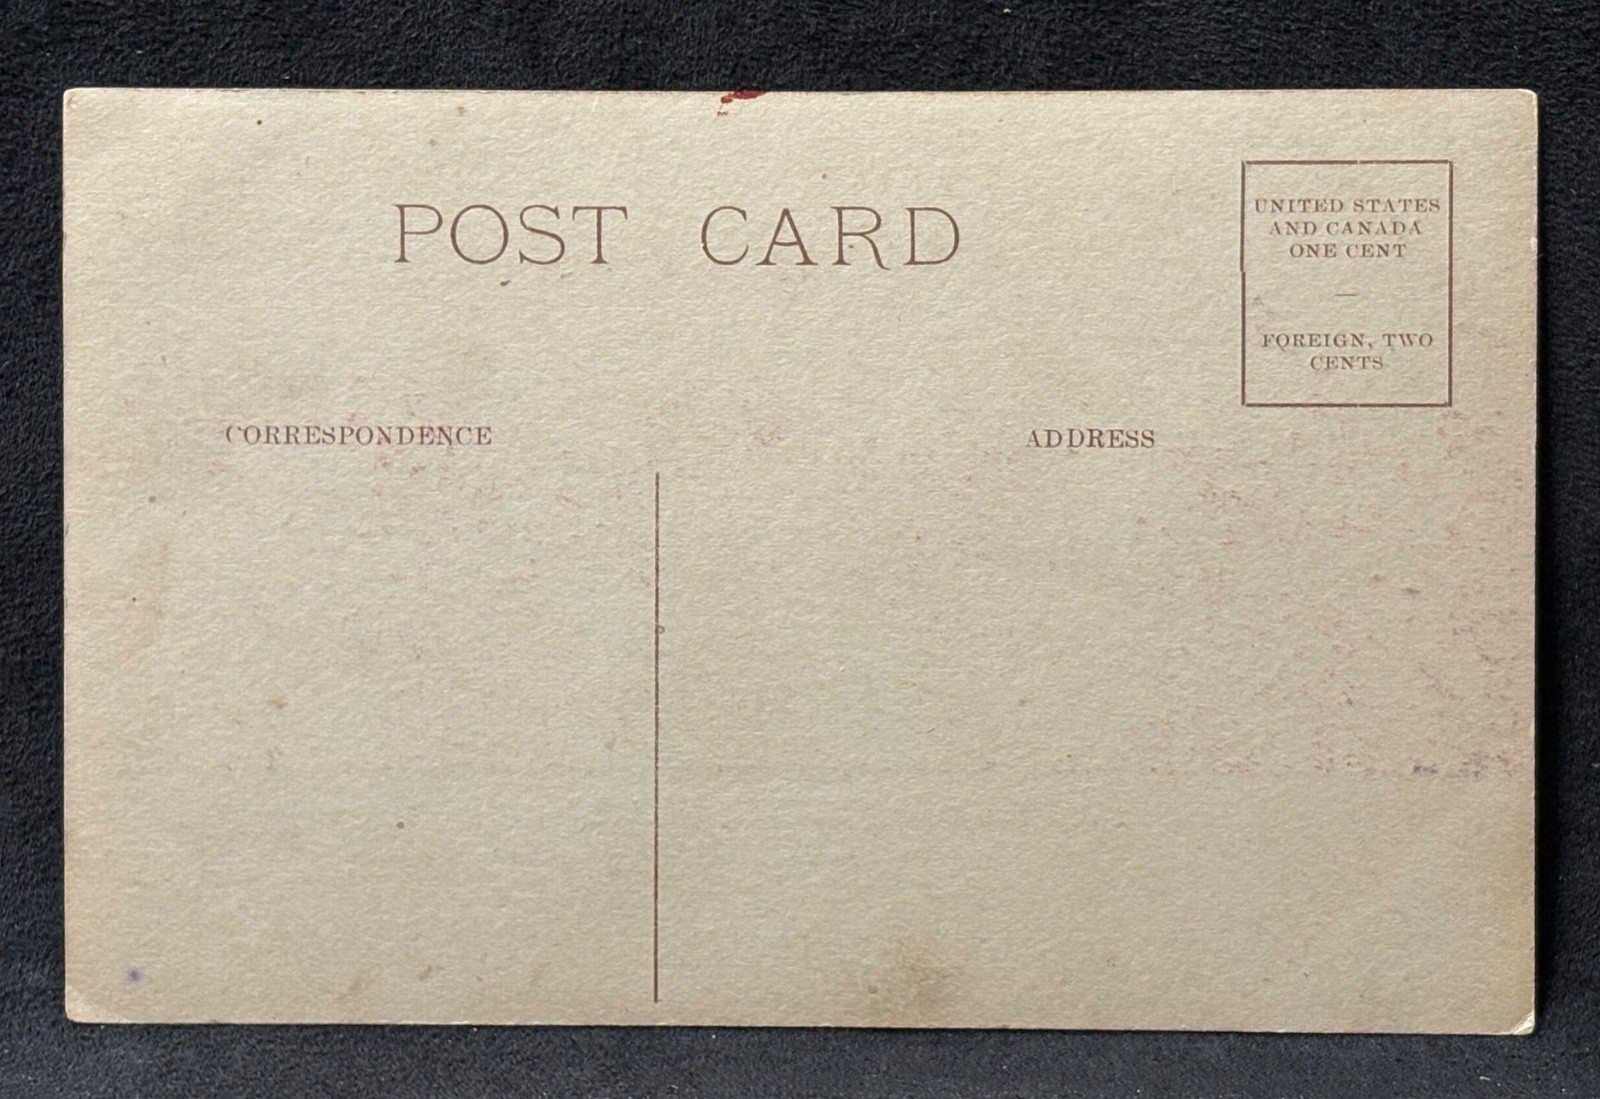 POST CARD
UNITED STATES
AND CANADA
ONE CENT
—
FOREIGN, TWO
CENTS
CORRESPONDENCE
ADDRESS